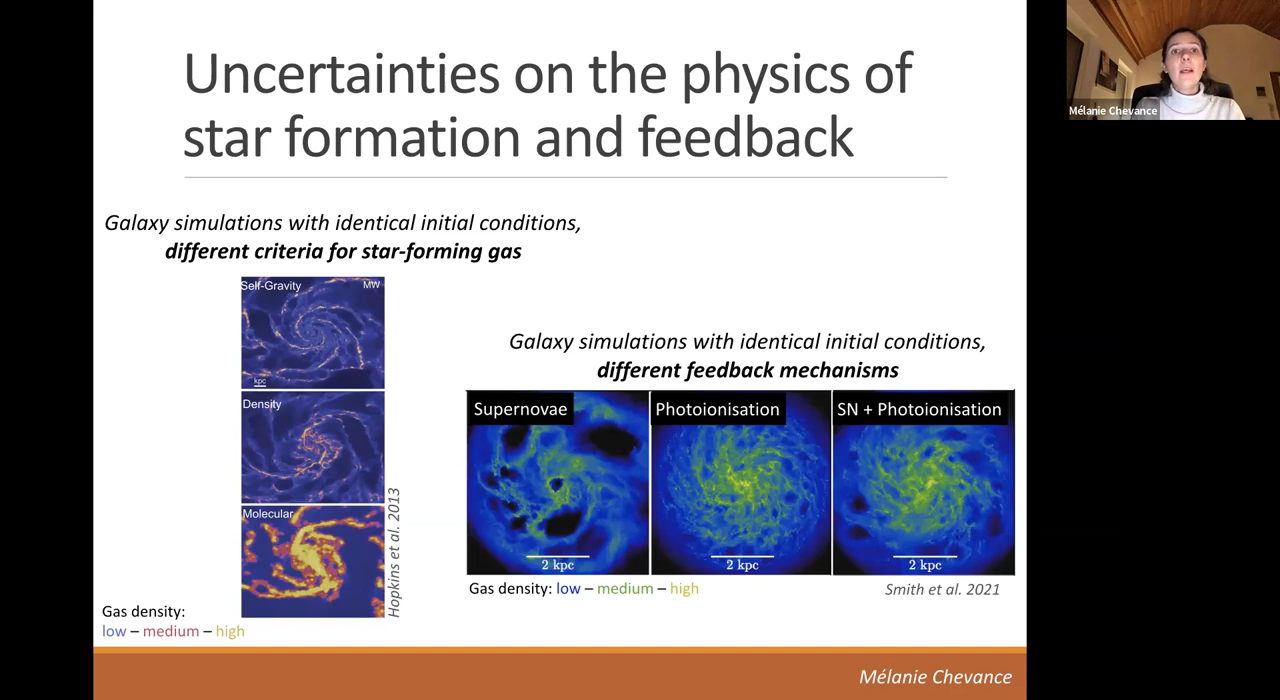 Uncertainties on the physics of
star formation and feedback
Galaxy simulations with identical initial conditions,
different criteria for star-forming gas
Self-Gravity
MW
kpc
Density
Molecular
Hopkins et al. 2013
Gas density:
low – medium – high
Galaxy simulations with identical initial conditions,
different feedback mechanisms
Supernovae
Photoionisation
SN + Photoionisation
2 kpc
2 kpc
2 kpc
Gas density: low – medium – high
Smith et al. 2021
Mélanie Chevance
Mélanie Chevance